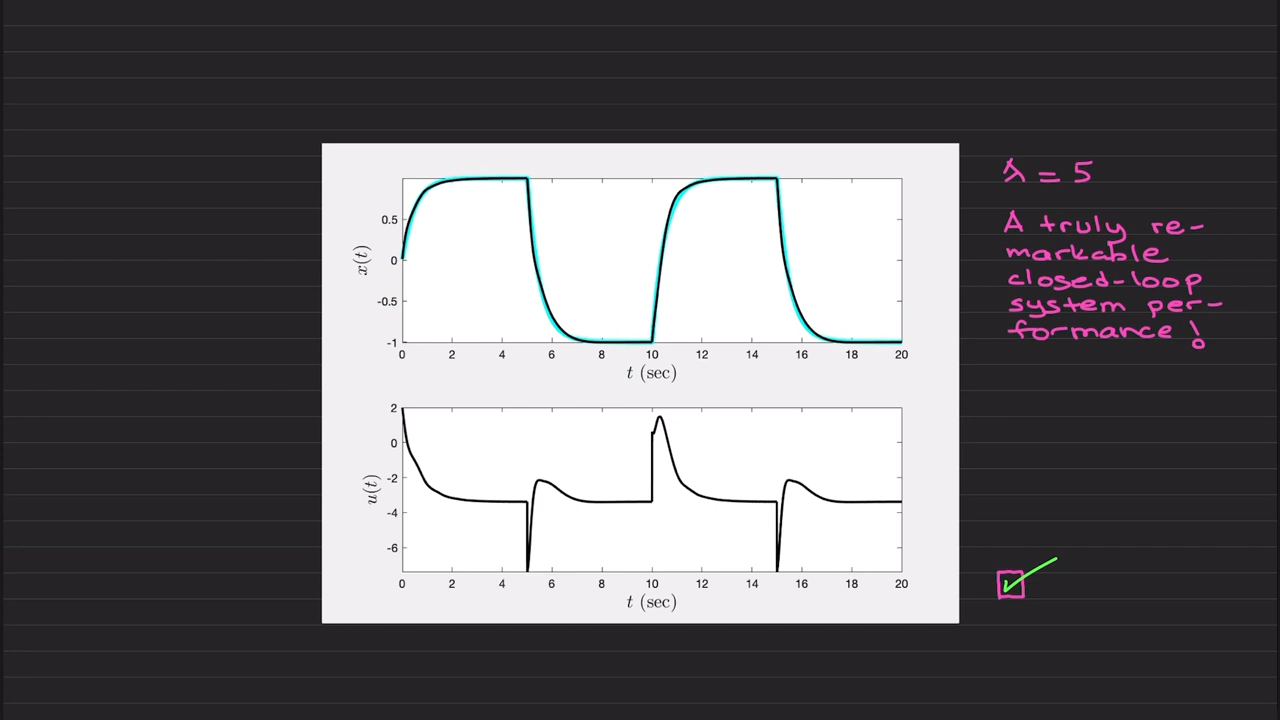 0.5
0
-0.5
-1
x(t)
0 2 4 6 8 10 12 14 16 18 20
t (sec)
2
0
-2
-4
-6
u(t)
0 2 4 6 8 10 12 14 16 18 20
t (sec)
λ = 5
A truly re-
markable
closed-loop
system per-
formance!